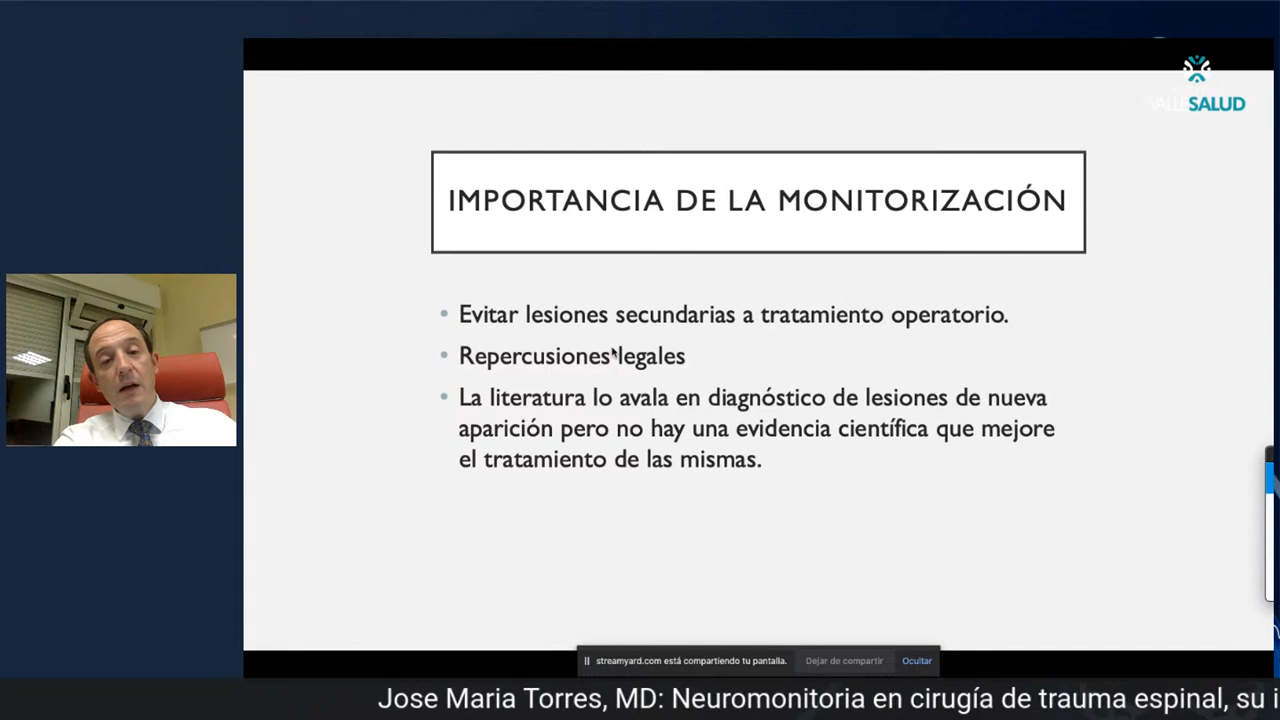 VALLESALUD
IMPORTANCIA DE LA MONITORIZACIÓN
• Evitar lesiones secundarias a tratamiento operatorio.
• Repercusiones legales
• La literatura lo avala en diagnóstico de lesiones de nueva
aparición pero no hay una evidencia científica que mejore
el tratamiento de las mismas.
streamyard.com está compartiendo tu pantalla. Dejar de compartir Ocultar
Jose Maria Torres, MD: Neuromonitoria en cirugía de trauma espinal, su i